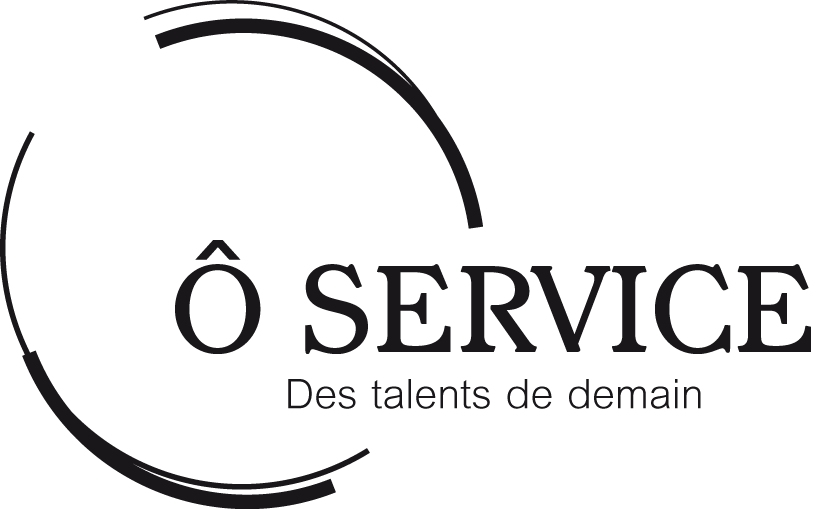 Ô SERVICE
Des talents de demain